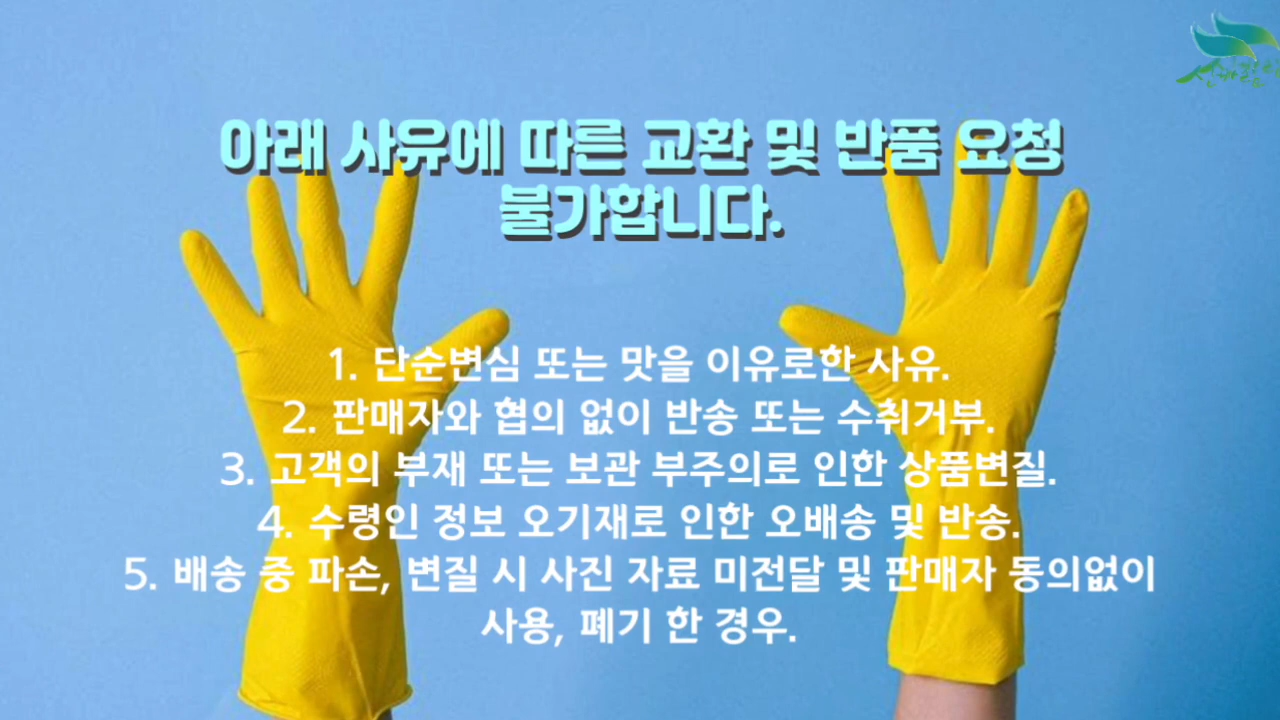 아래 사유에 따른 교환 및 반품 요청
불가합니다.
1. 단순변심 또는 맛을 이유로한 사유.
2. 판매자와 협의 없이 반송 또는 수취거부.
3. 고객의 부재 또는 보관 부주의로 인한 상품변질.
4. 수령인 정보 오기재로 인한 오배송 및 반송.
5. 배송 중 파손, 변질 시 사진 자료 미전달 및 판매자 동의없이
사용, 폐기 한 경우.